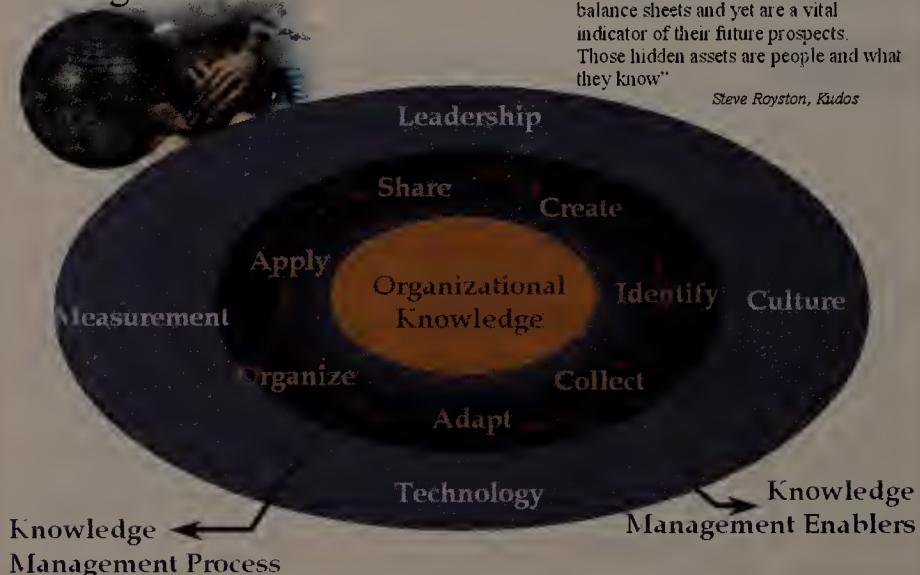 balance sheets and yet are a vital
indicator of their future prospects.
Those hidden assets are people and what
they know"
Steve Royston, Kudos
Leadership
Share
Create
Apply
Organizational
Knowledge
Identify
Culture
Measurement
Organize
Collect
Adapt
Technology
Knowledge
Management Enablers
Knowledge
Management Process